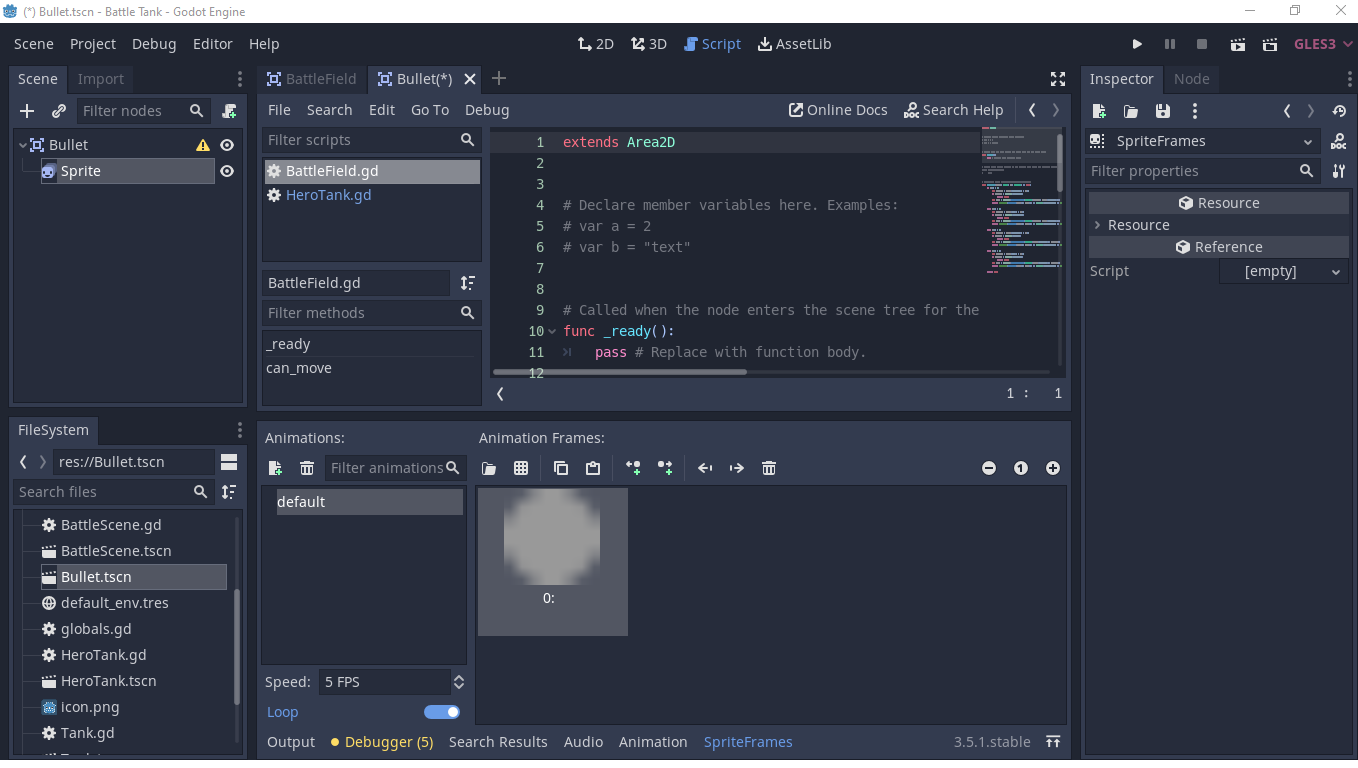 (*) Bullet.tscn - Battle Tank - Godot Engine
Scene Project Debug Editor Help
2D 3D Script AssetLib
GLES3
Scene Import
Filter nodes
Bullet
Sprite
BattleField Bullet(*)
File Search Edit Go To Debug
Online Docs Search Help
Filter scripts
BattleField.gd
HeroTank.gd
BattleField.gd
Filter methods
_ready
can_move
1 extends Area2D
2
3
4 # Declare member variables here. Examples:
5 # var a = 2
6 # var b = "text"
7
8
9 # Called when the node enters the scene tree for the
10 func _ready():
11 pass # Replace with function body.
12
1 : 1
Inspector Node
SpriteFrames
Filter properties
Resource
Resource
Reference
Script [empty]
FileSystem
res://Bullet.tscn
Search files
BattleScene.gd
BattleScene.tscn
Bullet.tscn
default_env.tres
globals.gd
HeroTank.gd
HeroTank.tscn
icon.png
Tank.gd
Animations:
Filter animations
default
Speed: 5 FPS
Loop
Animation Frames:
1
0:
Output Debugger (5) Search Results Audio Animation SpriteFrames
3.5.1.stable